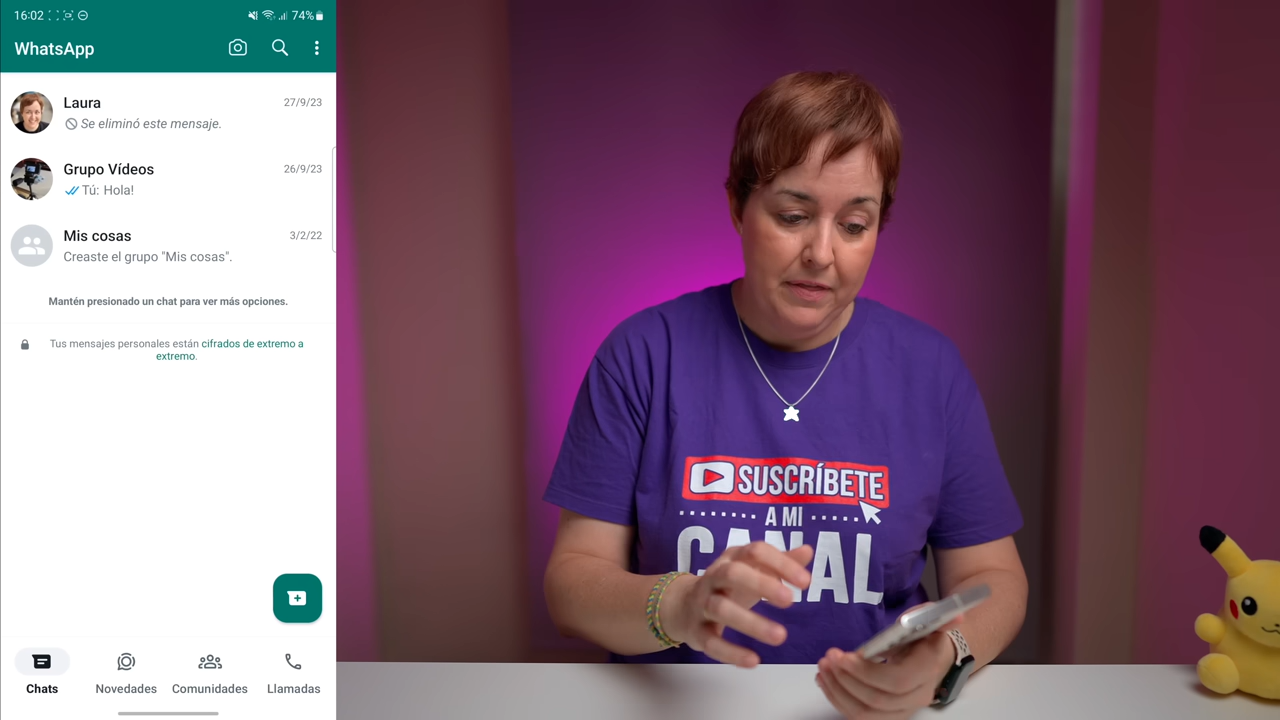 16:02
74%
WhatsApp
Laura
27/9/23
Se eliminó este mensaje.
Grupo Vídeos
26/9/23
Tú: Hola!
Mis cosas
3/2/22
Creaste el grupo "Mis cosas".
Mantén presionado un chat para ver más opciones.
Tus mensajes personales están cifrados de extremo a
extremo.
Chats
Novedades
Comunidades
Llamadas
SUSCRÍBETE
A MI
CANAL